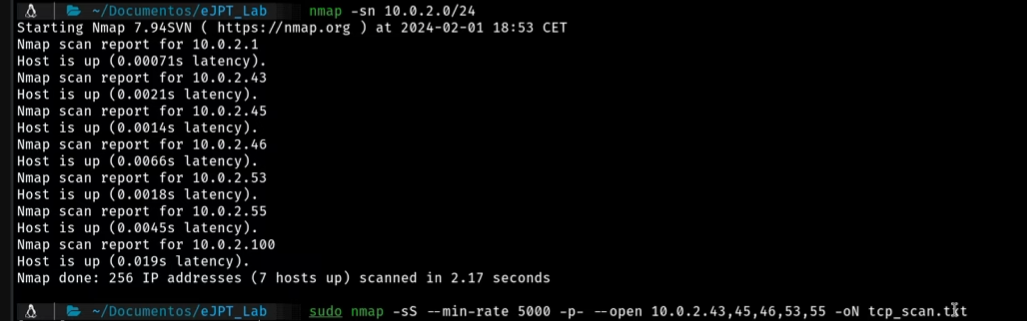 ~/Documentos/eJPT_Lab nmap -sn 10.0.2.0/24
Starting Nmap 7.94SVN ( https://nmap.org ) at 2024-02-01 18:53 CET
Nmap scan report for 10.0.2.1
Host is up (0.00071s latency).
Nmap scan report for 10.0.2.43
Host is up (0.0021s latency).
Nmap scan report for 10.0.2.45
Host is up (0.0014s latency).
Nmap scan report for 10.0.2.46
Host is up (0.0066s latency).
Nmap scan report for 10.0.2.53
Host is up (0.0018s latency).
Nmap scan report for 10.0.2.55
Host is up (0.0045s latency).
Nmap scan report for 10.0.2.100
Host is up (0.019s latency).
Nmap done: 256 IP addresses (7 hosts up) scanned in 2.17 seconds
~/Documentos/eJPT_Lab sudo nmap -sS --min-rate 5000 -p- --open 10.0.2.43,45,46,53,55 -oN tcp_scan.txt